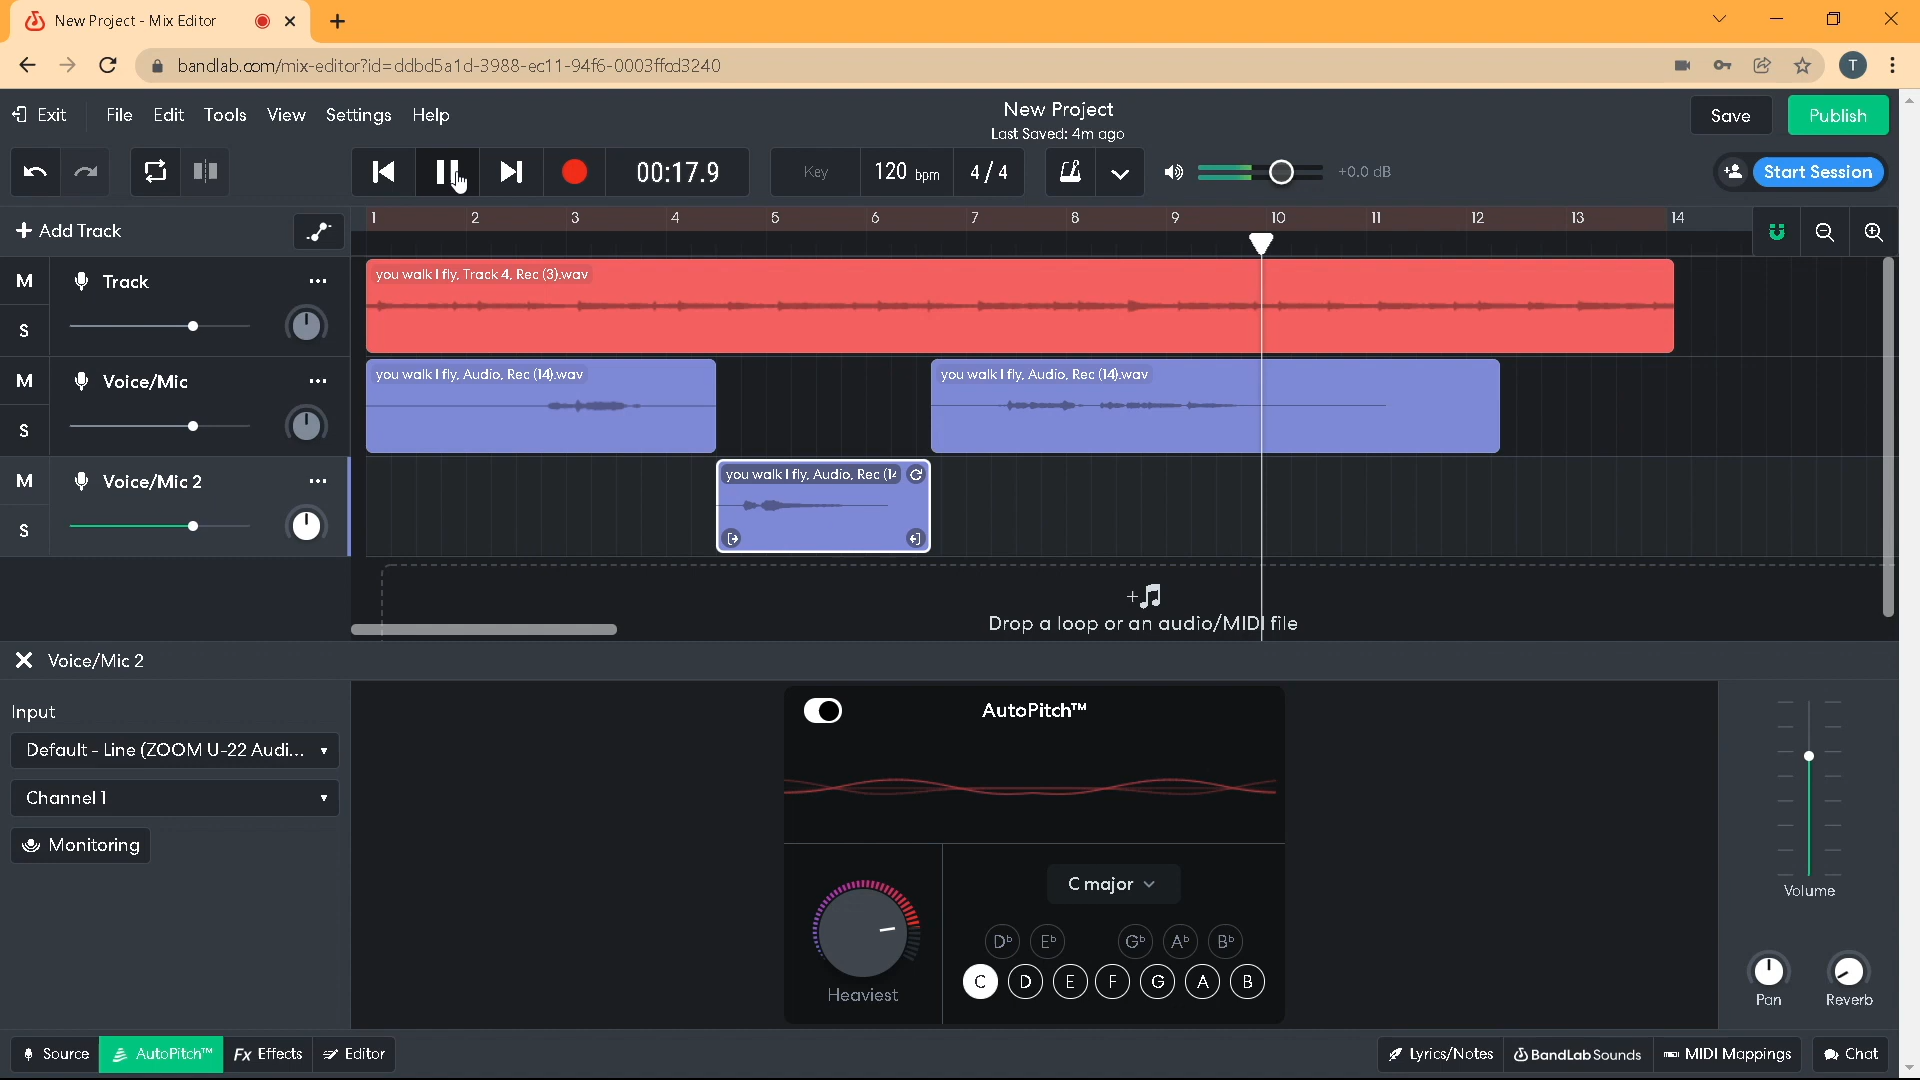 New Project - Mix Editor
bandlab.com/mix-editor?id=ddbd5a1d-3988-ec11-94f6-0003ffcd3240
T
Exit File Edit Tools View Settings Help
New Project
Last Saved: 4m ago
Save Publish
00:17.9 Key 120 bpm 4 / 4 +0.0 dB Start Session
+ Add Track
1 2 3 4 5 6 7 8 9 10 11 12 13 14
M Track
S
you walk I fly, Track 4, Rec (3).wav
M Voice/Mic
S
you walk I fly, Audio, Rec (14).wav
you walk I fly, Audio, Rec (14).wav
M Voice/Mic 2
S
you walk I fly, Audio, Rec (14
Drop a loop or an audio/MIDI file
Voice/Mic 2
Input
Default - Line (ZOOM U-22 Audi...
Channel 1
Monitoring
AutoPitch™
C major
Heaviest
D♭ E♭ G♭ A♭ B♭
C D E F G A B
Volume
Pan Reverb
Source AutoPitch™ Fx Effects Editor
Lyrics/Notes BandLab Sounds MIDI Mappings Chat